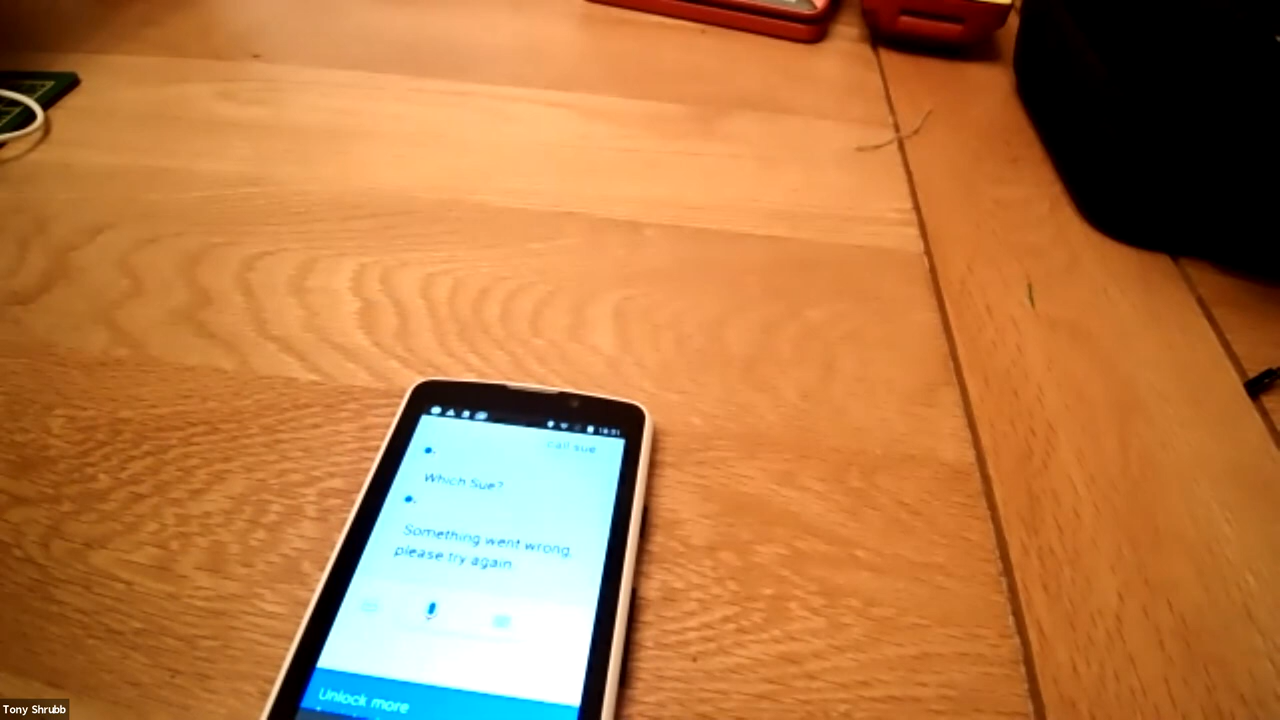 call sue
Which Sue?
Something went wrong,
please try again.
Unlock more
Tony Shrubb